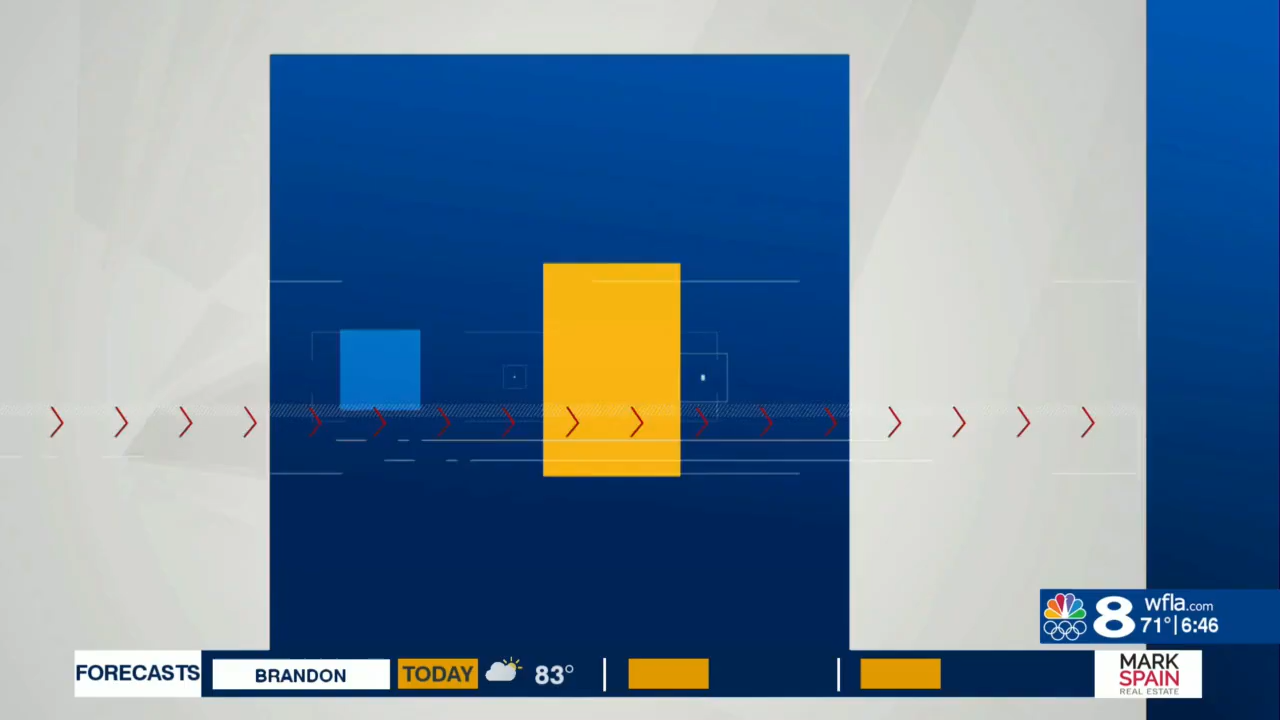 8 wfla.com
71° 6:46
FORECASTS BRANDON TODAY 83°
MARK
SPAIN
REAL ESTATE